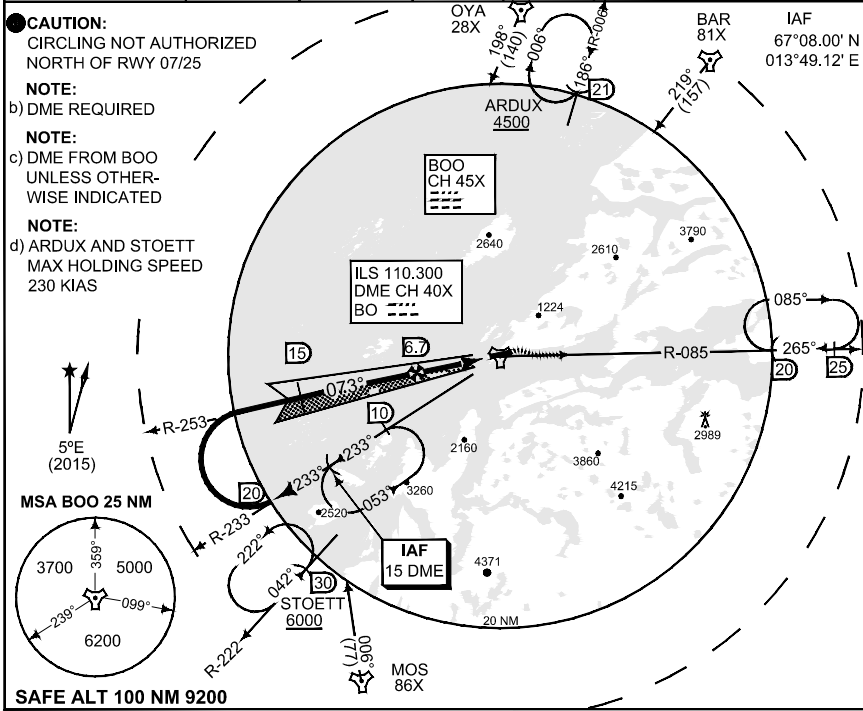 CAUTION:
CIRCLING NOT AUTHORIZED
NORTH OF RWY 07/25
NOTE:
b) DME REQUIRED
NOTE:
c) DME FROM BOO
UNLESS OTHER-
WISE INDICATED
NOTE:
d) ARDUX AND STOETT
MAX HOLDING SPEED
230 KIAS
OYA
28X
198°
(140)
006°
R-006
186°
21
ARDUX
4500
BAR
81X
219°
(157)
IAF
67°08.00' N
013°49.12' E
BOO
CH 45X
2640
2610
3790
1224
ILS 110.300
DME CH 40X
BO
15
6.7
073°
R-253
085°
R-085
265°
20
25
10
233°
233°
053°
2160
3260
2520
3860
2989
4215
4371
20
R-233
222°
042°
30
STOETT
6000
R-222
IAF
15 DME
20 NM
006°
(77)
MOS
86X
5°E
(2015)
MSA BOO 25 NM
3700
359°
5000
239°
099°
6200
SAFE ALT 100 NM 9200